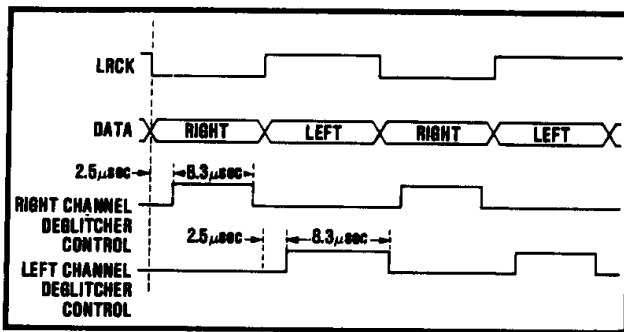 LRCK
DATA RIGHT LEFT RIGHT LEFT
2.5μsec 8.3μsec
RIGHT CHANNEL
DEGLITCHER
CONTROL
2.5μsec 8.3μsec
LEFT CHANNEL
DEGLITCHER
CONTROL